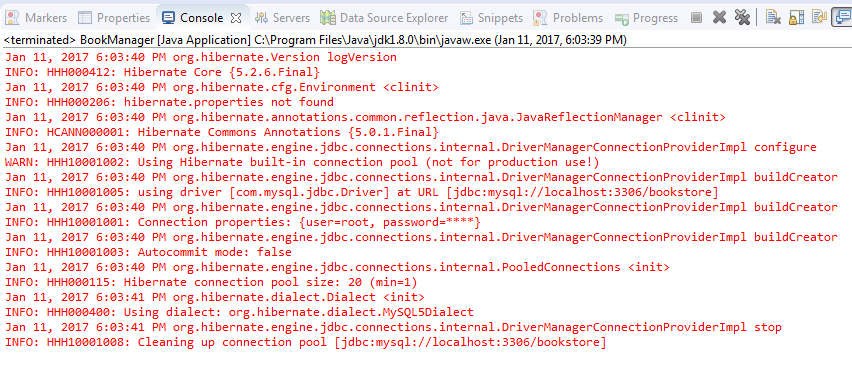 Markers Properties Console Servers Data Source Explorer Snippets Problems Progress
<terminated> BookManager [Java Application] C:\Program Files\Java\jdk1.8.0\bin\javaw.exe (Jan 11, 2017, 6:03:39 PM)
Jan 11, 2017 6:03:40 PM org.hibernate.Version logVersion
INFO: HHH000412: Hibernate Core {5.2.6.Final}
Jan 11, 2017 6:03:40 PM org.hibernate.cfg.Environment <clinit>
INFO: HHH000206: hibernate.properties not found
Jan 11, 2017 6:03:40 PM org.hibernate.annotations.common.reflection.java.JavaReflectionManager <clinit>
INFO: HCANN000001: Hibernate Commons Annotations {5.0.1.Final}
Jan 11, 2017 6:03:40 PM org.hibernate.engine.jdbc.connections.internal.DriverManagerConnectionProviderImpl configure
WARN: HHH10001002: Using Hibernate built-in connection pool (not for production use!)
Jan 11, 2017 6:03:40 PM org.hibernate.engine.jdbc.connections.internal.DriverManagerConnectionProviderImpl buildCreator
INFO: HHH10001005: using driver [com.mysql.jdbc.Driver] at URL [jdbc:mysql://localhost:3306/bookstore]
Jan 11, 2017 6:03:40 PM org.hibernate.engine.jdbc.connections.internal.DriverManagerConnectionProviderImpl buildCreator
INFO: HHH10001001: Connection properties: {user=root, password=****}
Jan 11, 2017 6:03:40 PM org.hibernate.engine.jdbc.connections.internal.DriverManagerConnectionProviderImpl buildCreator
INFO: HHH10001003: Autocommit mode: false
Jan 11, 2017 6:03:40 PM org.hibernate.engine.jdbc.connections.internal.PooledConnections <init>
INFO: HHH000115: Hibernate connection pool size: 20 (min=1)
Jan 11, 2017 6:03:41 PM org.hibernate.dialect.Dialect <init>
INFO: HHH000400: Using dialect: org.hibernate.dialect.MySQL5Dialect
Jan 11, 2017 6:03:41 PM org.hibernate.engine.jdbc.connections.internal.DriverManagerConnectionProviderImpl stop
INFO: HHH10001008: Cleaning up connection pool [jdbc:mysql://localhost:3306/bookstore]